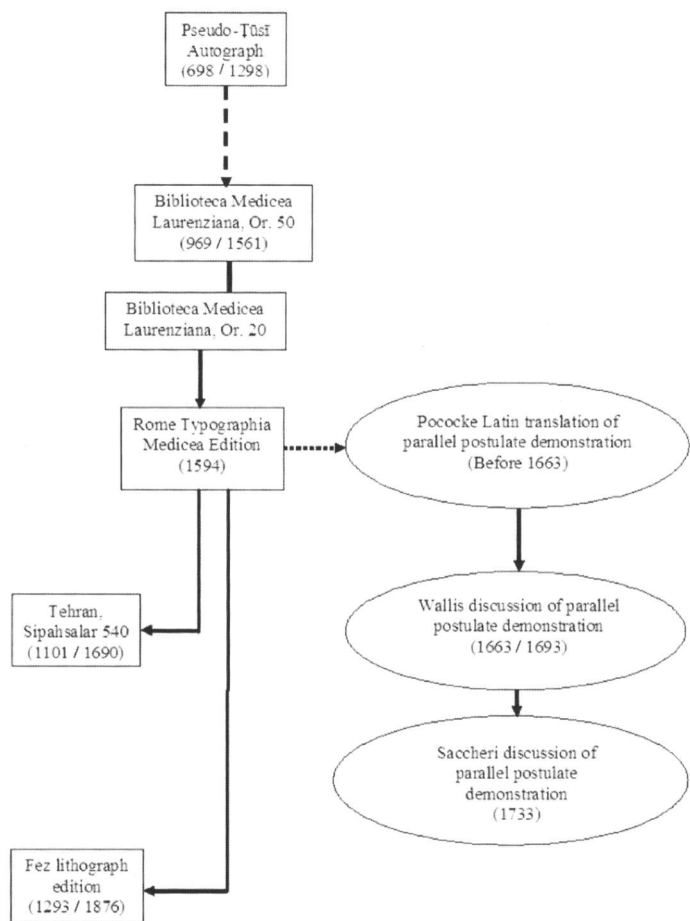 Pseudo-Ṭūsī
Autograph
(698 / 1298)
Biblioteca Medicea
Laurenziana, Or. 50
(969 / 1561)
Biblioteca Medicea
Laurenziana, Or. 20
Rome Typographia
Medicea Edition
(1594)
Pococke Latin translation of
parallel postulate demonstration
(Before 1663)
Wallis discussion of parallel
postulate demonstration
(1663 / 1693)
Tehran,
Sipahsalar 540
(1101 / 1690)
Saccheri discussion of
parallel postulate
demonstration
(1733)
Fez lithograph
edition
(1293 / 1876)